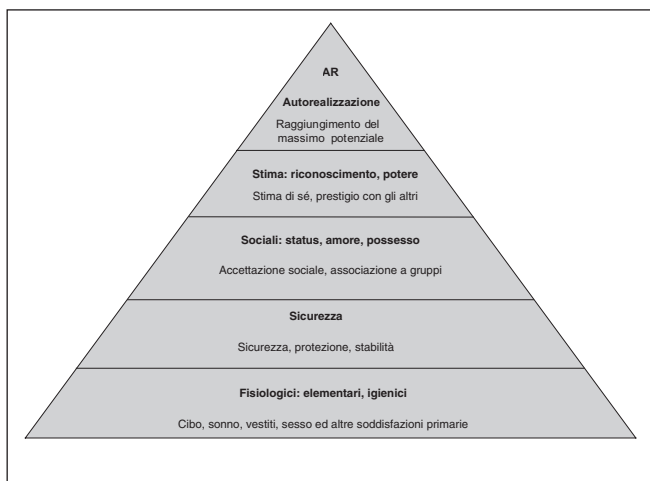 AR
Autorealizzazione
Raggiungimento del
massimo potenziale
Stima: riconoscimento, potere
Stima di sé, prestigio con gli altri
Sociali: status, amore, possesso
Accettazione sociale, associazione a gruppi
Sicurezza
Sicurezza, protezione, stabilità
Fisiologici: elementari, igienici
Cibo, sonno, vestiti, sesso ed altre soddisfazioni primarie